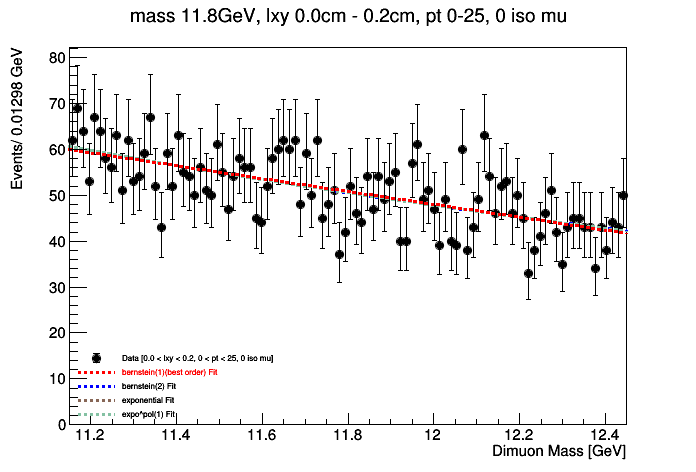 mass 11.8GeV, lxy 0.0cm - 0.2cm, pt 0-25, 0 iso mu
Events/ 0.01298 GeV
80
70
60
50
40
30
20
10
0
Data [0.0 < lxy < 0.2, 0 < pt < 25, 0 iso mu]
bernstein(1)(best order) Fit
bernstein(2) Fit
exponential Fit
expo^pol(1) Fit
11.2 11.4 11.6 11.8 12 12.2 12.4
Dimuon Mass [GeV]